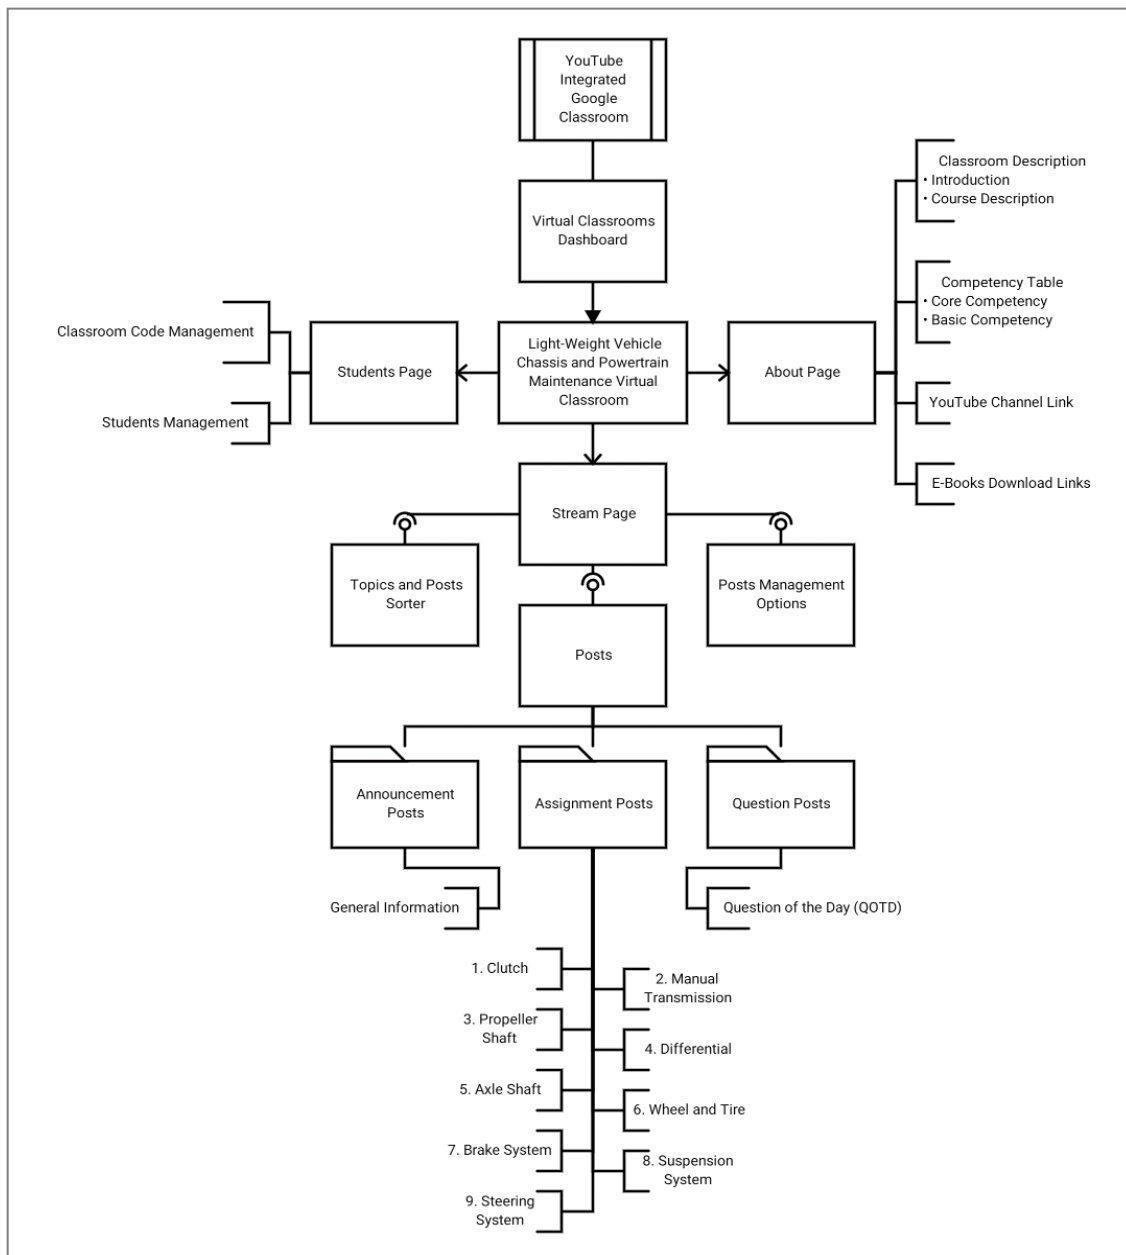 YouTube
Integrated
Google
Classroom
Virtual Classrooms
Dashboard
Classroom Description
• Introduction
• Course Description
Competency Table
• Core Competency
• Basic Competency
Classroom Code Management
Students Management
Students Page
Light-Weight Vehicle
Chassis and Powertrain
Maintenance Virtual
Classroom
About Page
YouTube Channel Link
E-Books Download Links
Stream Page
Topics and Posts
Sorter
Posts Management
Options
Posts
Announcement
Posts
Assignment Posts
Question Posts
General Information
Question of the Day (QOTD)
1. Clutch
2. Manual
Transmission
3. Propeller
Shaft
4. Differential
5. Axle Shaft
6. Wheel and Tire
7. Brake System
8. Suspension
System
9. Steering
System